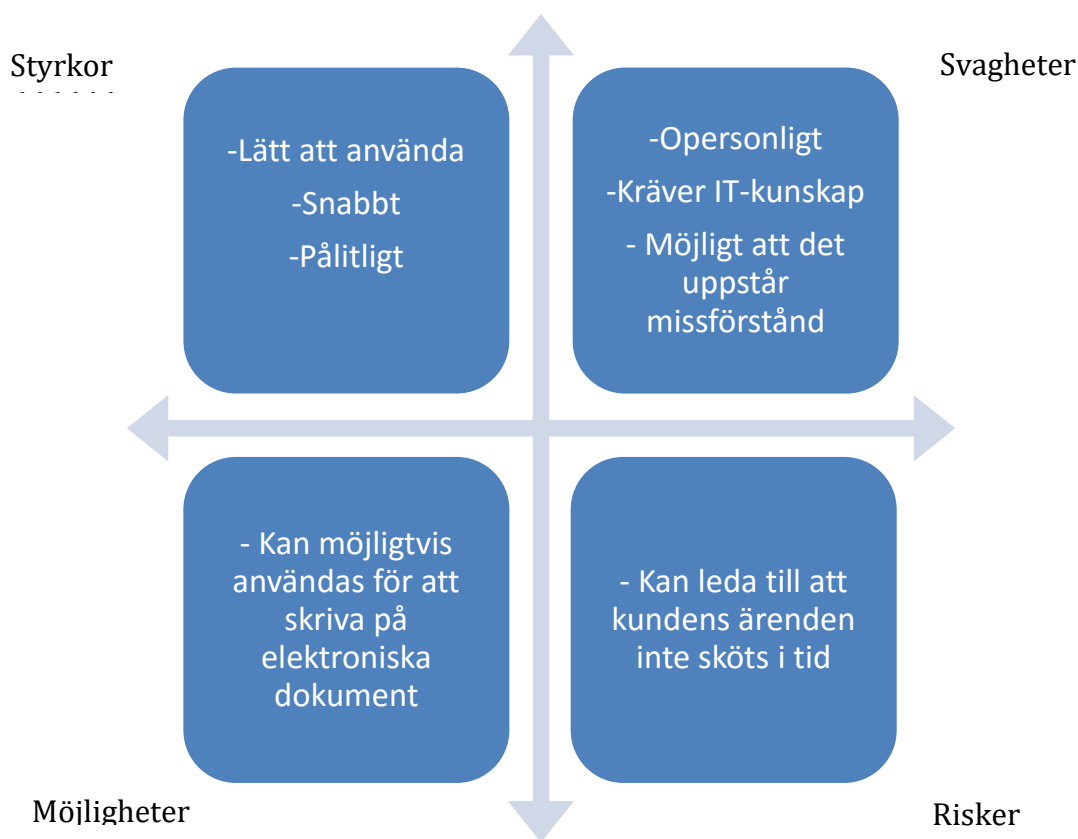 Styrkor
Svagheter
-Lätt att använda
-Snabbt
-Pålitligt
-Opersonligt
-Kräver IT-kunskap
- Möjligt att det
uppstår
missförstånd
- Kan möjligtvis
användas för att
skriva på
elektroniska
dokument
- Kan leda till att
kundens ärenden
inte sköts i tid
Möjligheter
Risker